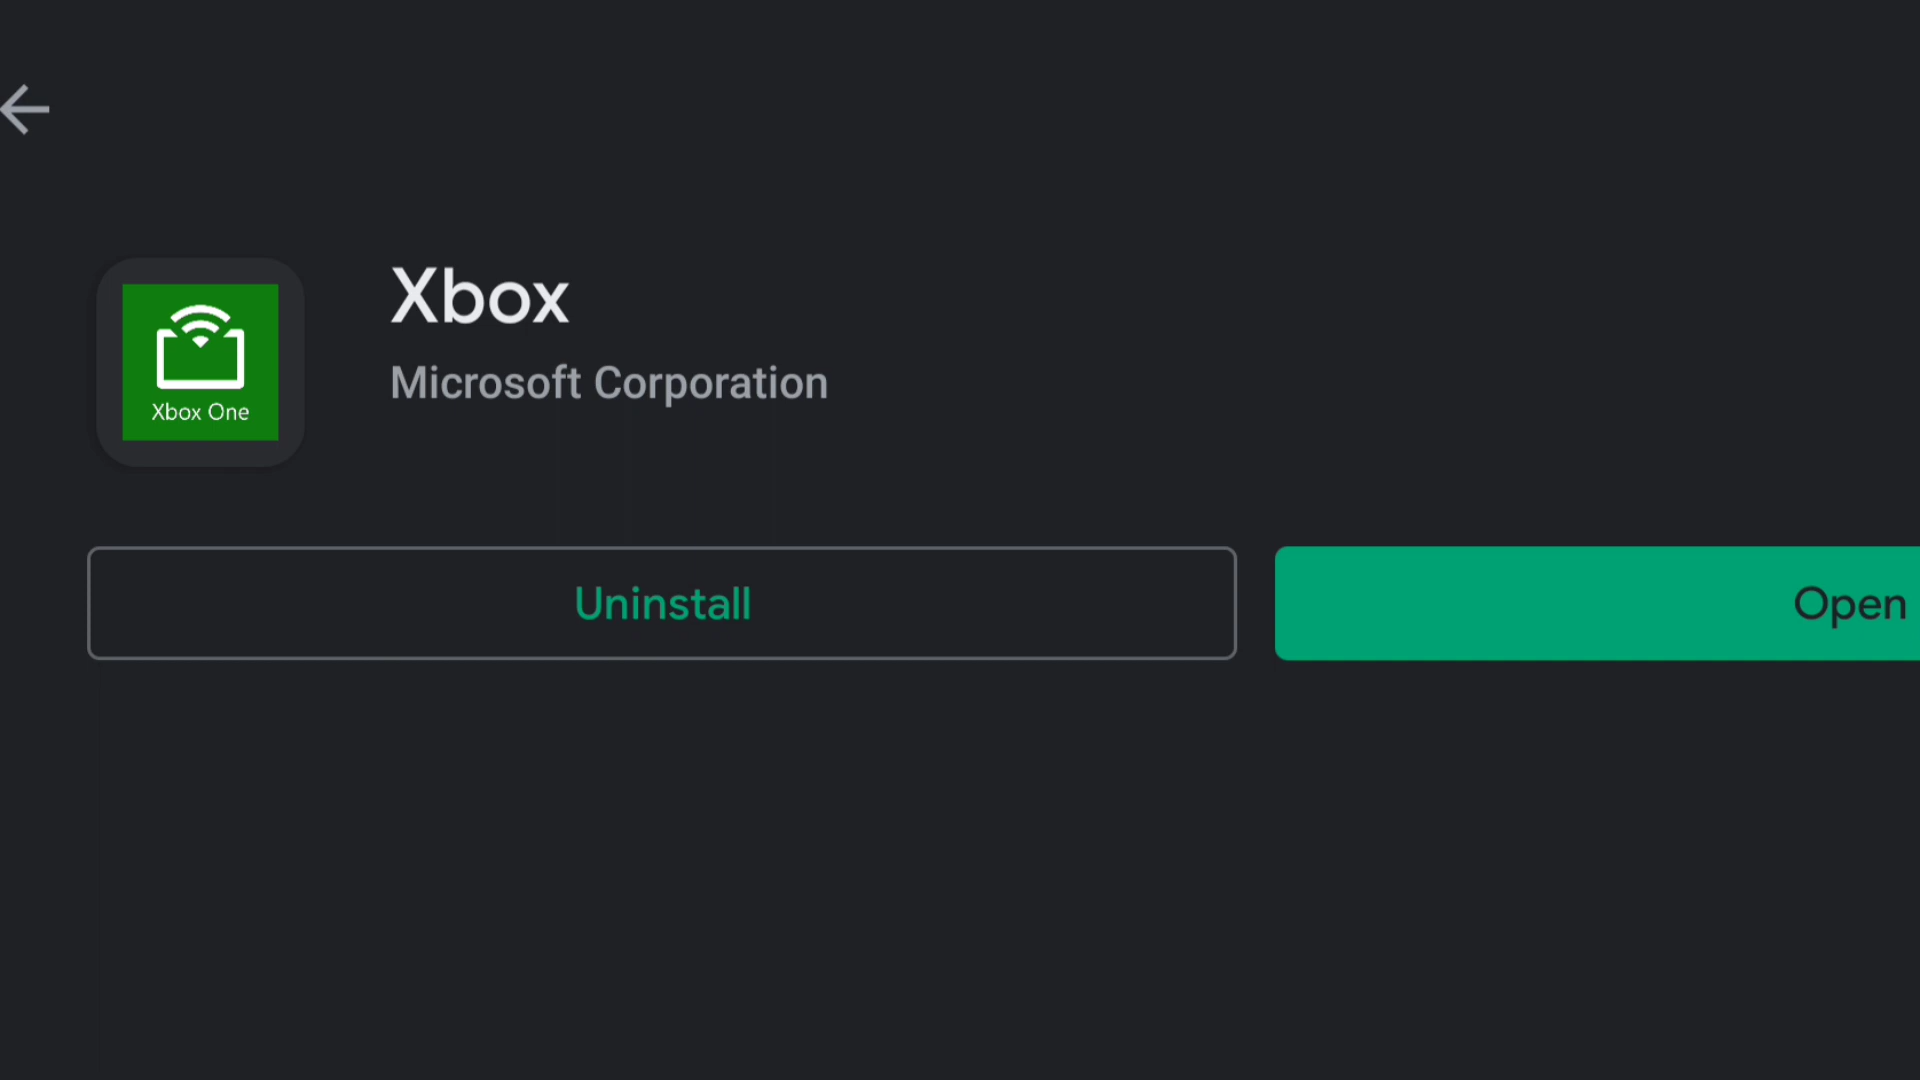 Xbox
Microsoft Corporation
Xbox One
Uninstall
Open